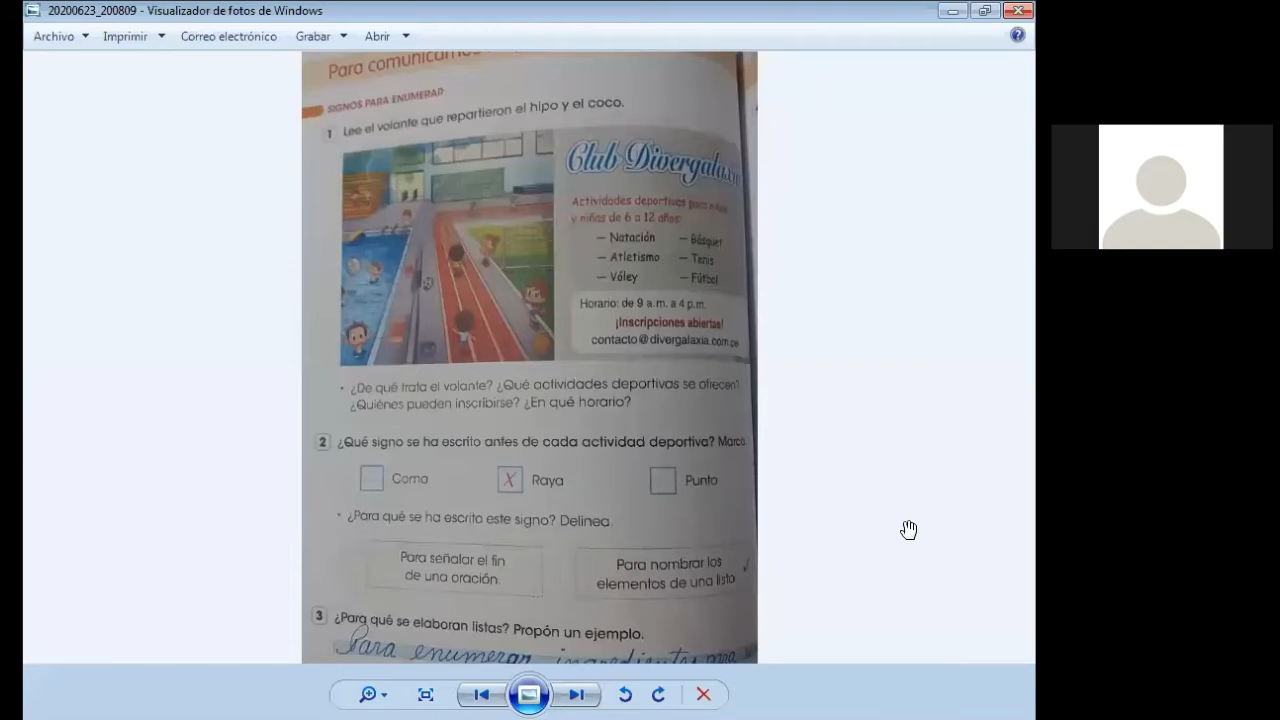 20200623_200809 - Visualizador de fotos de Windows
Archivo Imprimir Correo electrónico Grabar Abrir
Para comunicarnos
SIGNOS PARA ENUMERAR
1 Lee el volante que repartieron el hipo y el coco.
Club Divergalaxia
Actividades deportivas para niños
y niñas de 6 a 12 años:
– Natación – Básquet
– Atletismo – Tenis
– Vóley – Fútbol
Horario: de 9 a.m. a 4 p.m.
¡Inscripciones abiertas!
contacto@divergalaxia.com.pe
• ¿De qué trata el volante? ¿Qué actividades deportivas se ofrecen?
¿Quiénes pueden inscribirse? ¿En qué horario?
2 ¿Qué signo se ha escrito antes de cada actividad deportiva? Marca.
Coma X Raya Punto
• ¿Para qué se ha escrito este signo? Delinea.
Para señalar el fin
de una oración.
Para nombrar los
elementos de una lista ✓
3 ¿Para qué se elaboran listas? Propón un ejemplo.
Para enumerar ingredientes